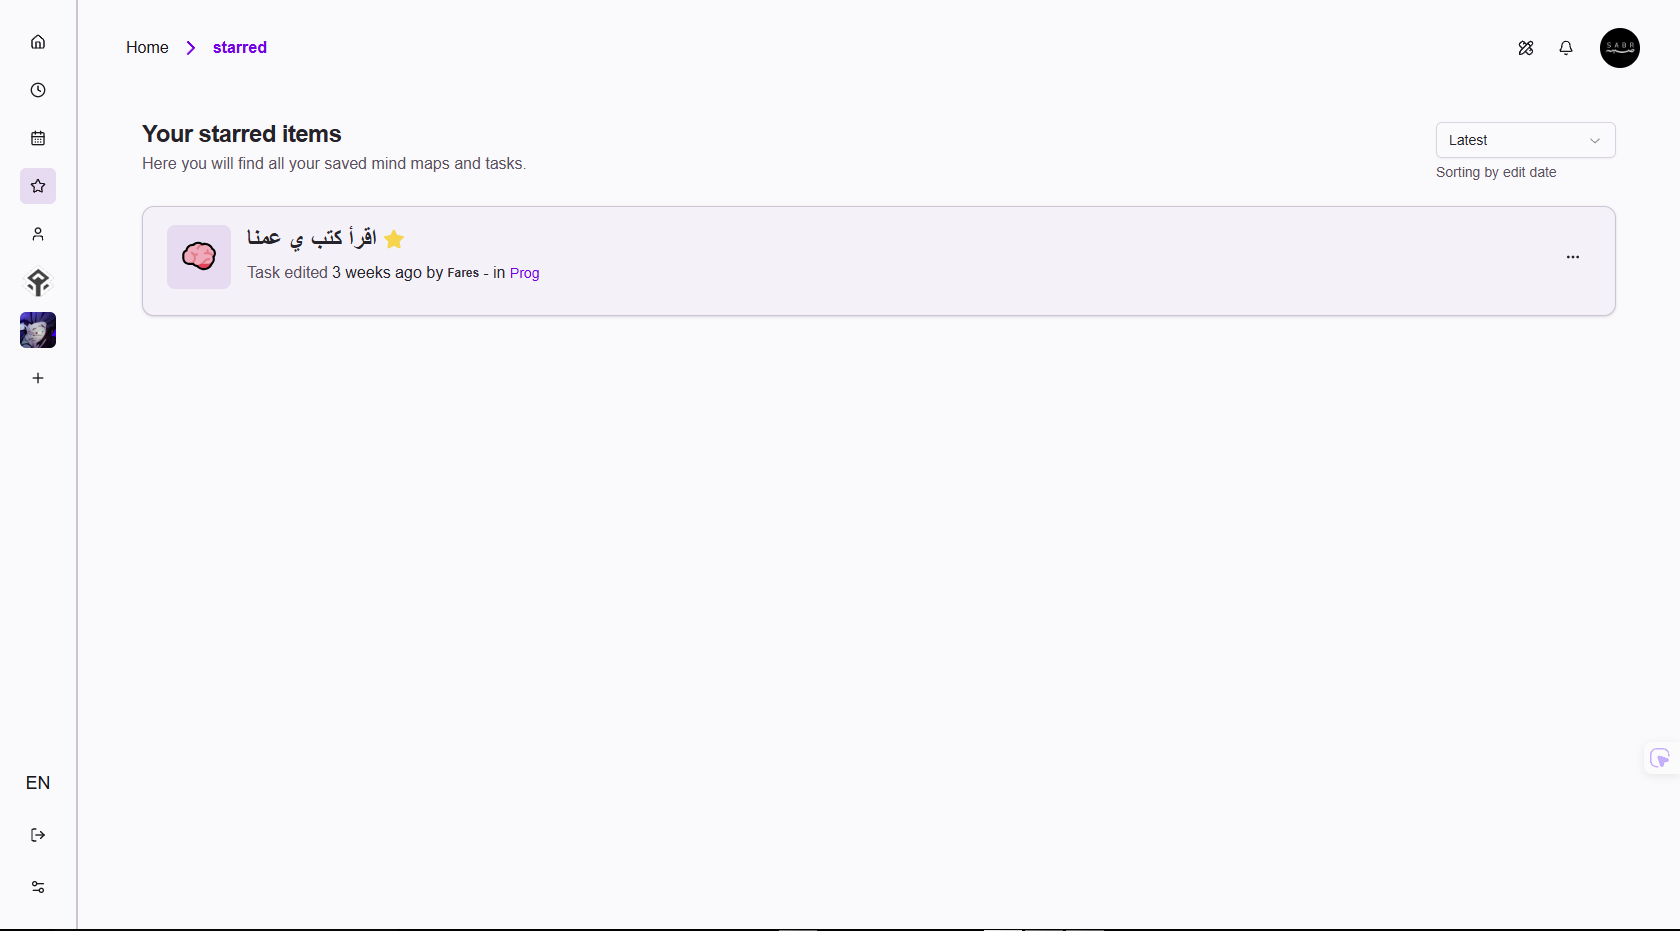 Home > starred
SABR
Your starred items
Here you will find all your saved mind maps and tasks.
Latest
Sorting by edit date
اقرأ كتب ي عمنا
Task edited 3 weeks ago by Fares - in Prog
EN